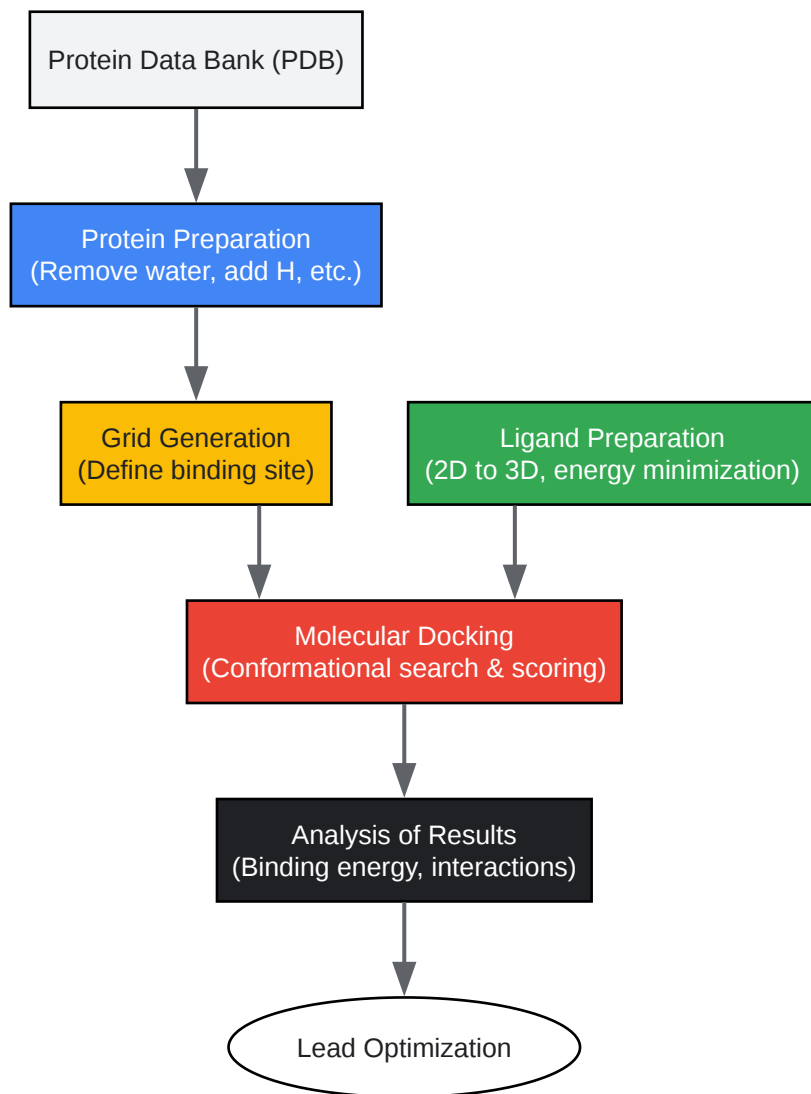 Protein Data Bank (PDB)
Protein Preparation
(Remove water, add H, etc.)
Grid Generation
(Define binding site)
Ligand Preparation
(2D to 3D, energy minimization)
Molecular Docking
(Conformational search & scoring)
Analysis of Results
(Binding energy, interactions)
Lead Optimization